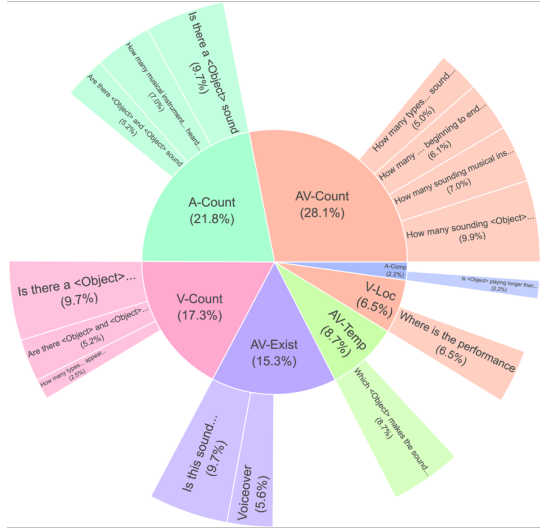 Is there a <Object> sound
(9.7%)
How many musical instrument... heard...
(7.0%)
Are there <Object> and <Object> sound
(5.2%)
How many types... sound...
(5.0%)
How many ... beginning to end...
(6.1%)
How many sounding musical ins...
(7.0%)
How many sounding <Object>...
(9.9%)
A-Count
(21.8%)
AV-Count
(28.1%)
A-Comp
(2.2%)
Is <Object> playing longer then...
(2.2%)
V-Loc
(6.5%)
Where is the performance
(6.5%)
AV-Temp
(8.7%)
Which <Object> makes the sound...
(8.7%)
AV-Exist
(15.3%)
Is this sound...
(9.7%)
Voiceover
(5.6%)
V-Count
(17.3%)
Is there a <Object>...
(9.7%)
Are there <Object> and <Object>...
(5.2%)
How many types... appear...
(2.5%)